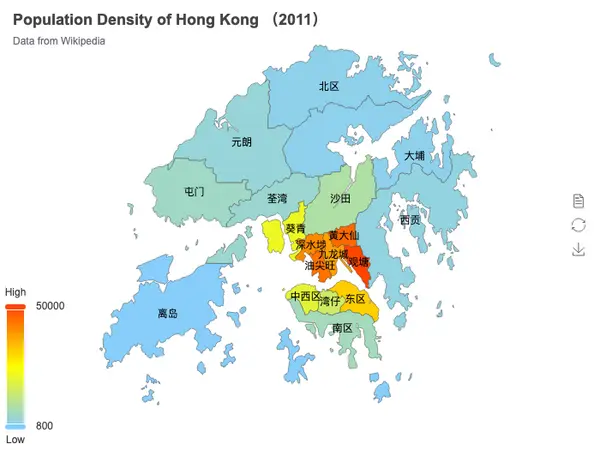 Population Density of Hong Kong （2011）
Data from Wikipedia
北区
元朗
大埔
屯门
荃湾
沙田
西贡
葵青
黄大仙
深水埗
九龙城
观塘
油尖旺
High
50000
中西区
湾仔
东区
离岛
南区
800
Low